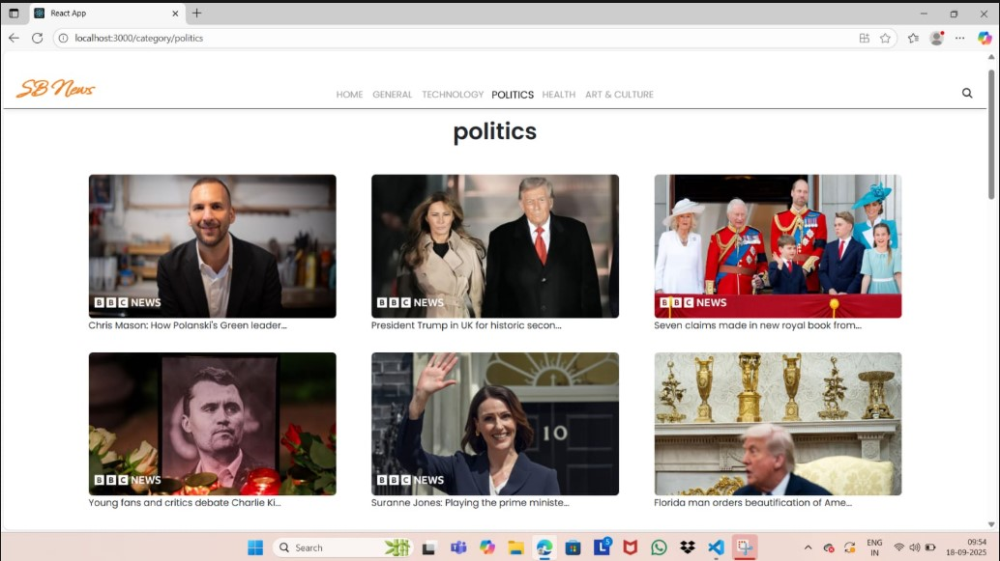 React App
localhost:3000/category/politics
SB News
HOME GENERAL TECHNOLOGY POLITICS HEALTH ART & CULTURE
politics
BBC NEWS
BBC NEWS
BBC NEWS
Chris Mason: How Polanski's Green leader...
President Trump in UK for historic secon...
Seven claims made in new royal book from...
BBC NEWS
10
BBC NEWS
Young fans and critics debate Charlie Ki...
Suranne Jones: Playing the prime ministe...
Florida man orders beautification of Ame...
Search
L
5
ENG
IN
09:54
18-09-2025